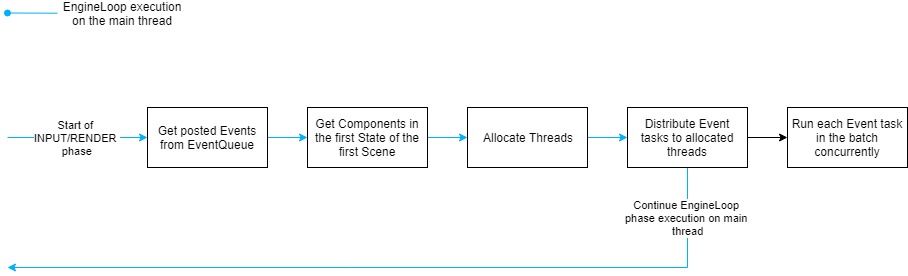 EngineLoop execution
on the main thread
Start of
INPUT/RENDER
phase
Get posted Events
from EventQueue
Get Components in
the first State of the
first Scene
Allocate Threads
Distribute Event
tasks to allocated
threads
Run each Event task
in the batch
concurrently
Continue EngineLoop
phase execution on main
thread